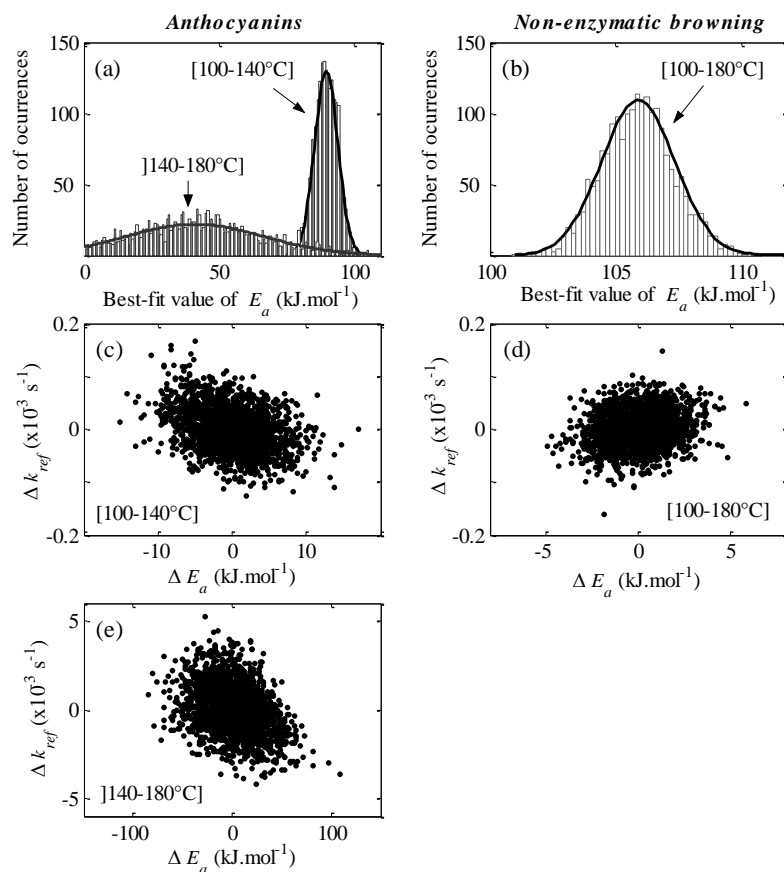 Anthocyanins
Non-enzymatic browning
150
100
50
Number of ocurrences
(a)
[100-140°C]
]140-180°C]
0
50
100
Best-fit value of E_a (kJ.mol⁻¹)
150
100
50
Number of ocurrences
(b)
[100-180°C]
100
105
110
Best-fit value of E_a (kJ.mol⁻¹)
0.2
0
-0.2
Δ k_ref (x10⁻³ s⁻¹)
(c)
[100-140°C]
-10
0
10
Δ E_a (kJ.mol⁻¹)
0.2
0
-0.2
Δ k_ref (x10⁻³ s⁻¹)
(d)
[100-180°C]
-5
0
5
Δ E_a (kJ.mol⁻¹)
5
0
-5
Δ k_ref (x10⁻³ s⁻¹)
(e)
]140-180°C]
-100
0
100
Δ E_a (kJ.mol⁻¹)